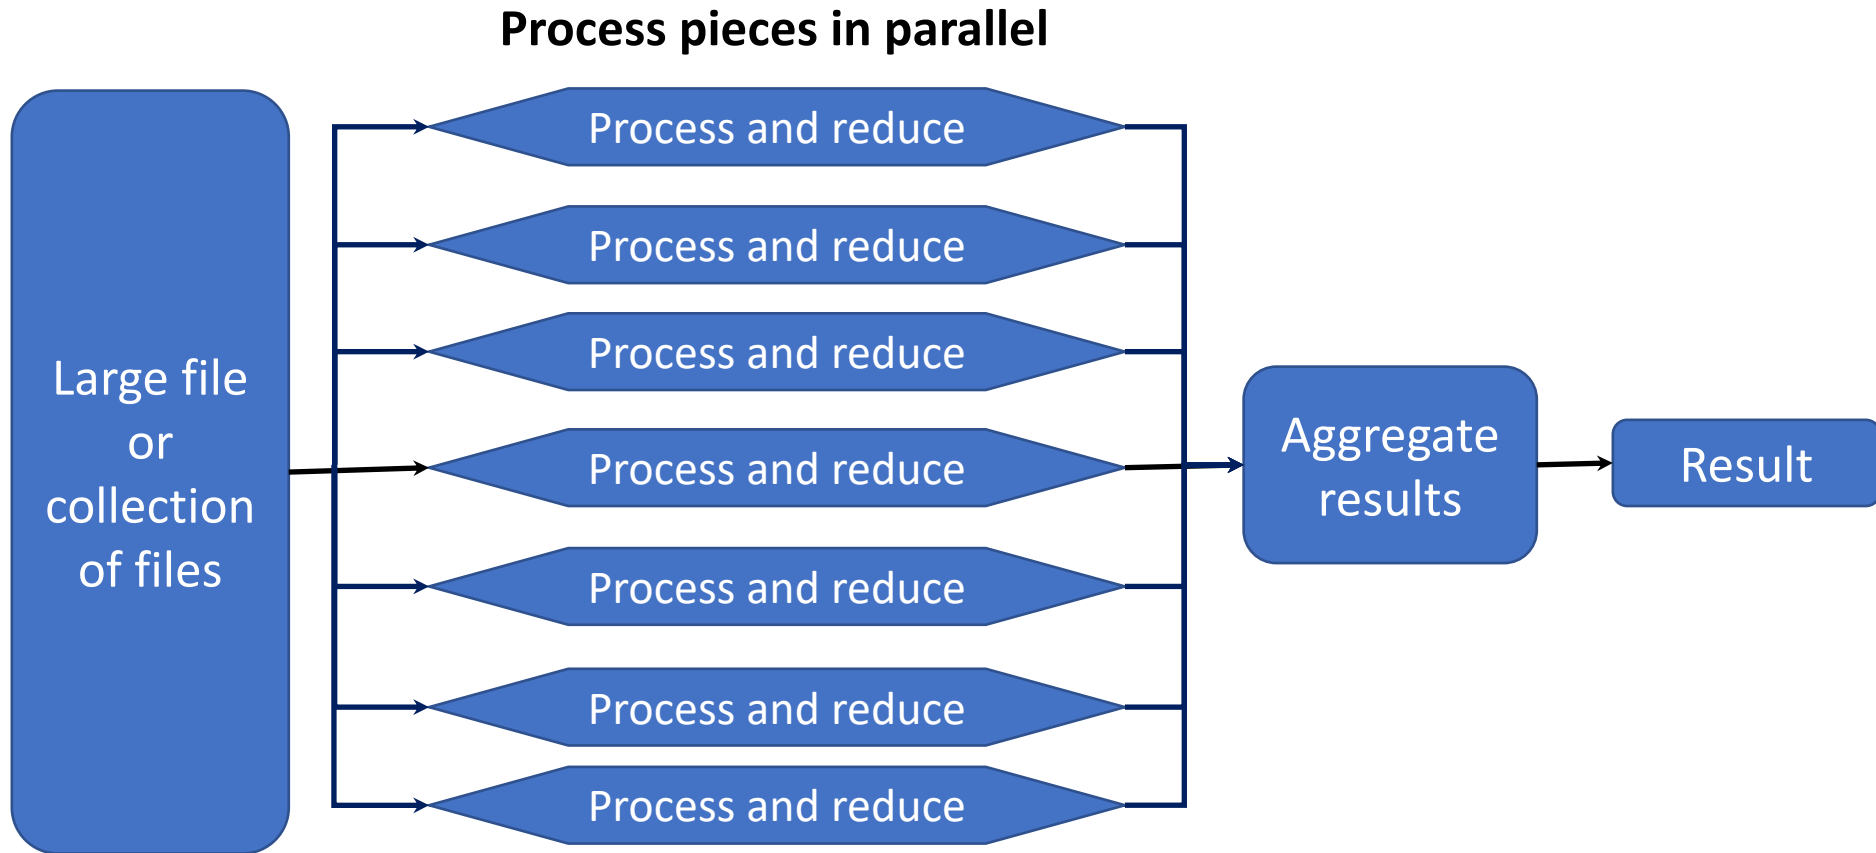 Process pieces in parallel
Large file
or
collection
of files
Process and reduce
Process and reduce
Process and reduce
Process and reduce
Process and reduce
Process and reduce
Process and reduce
Aggregate
results
Result